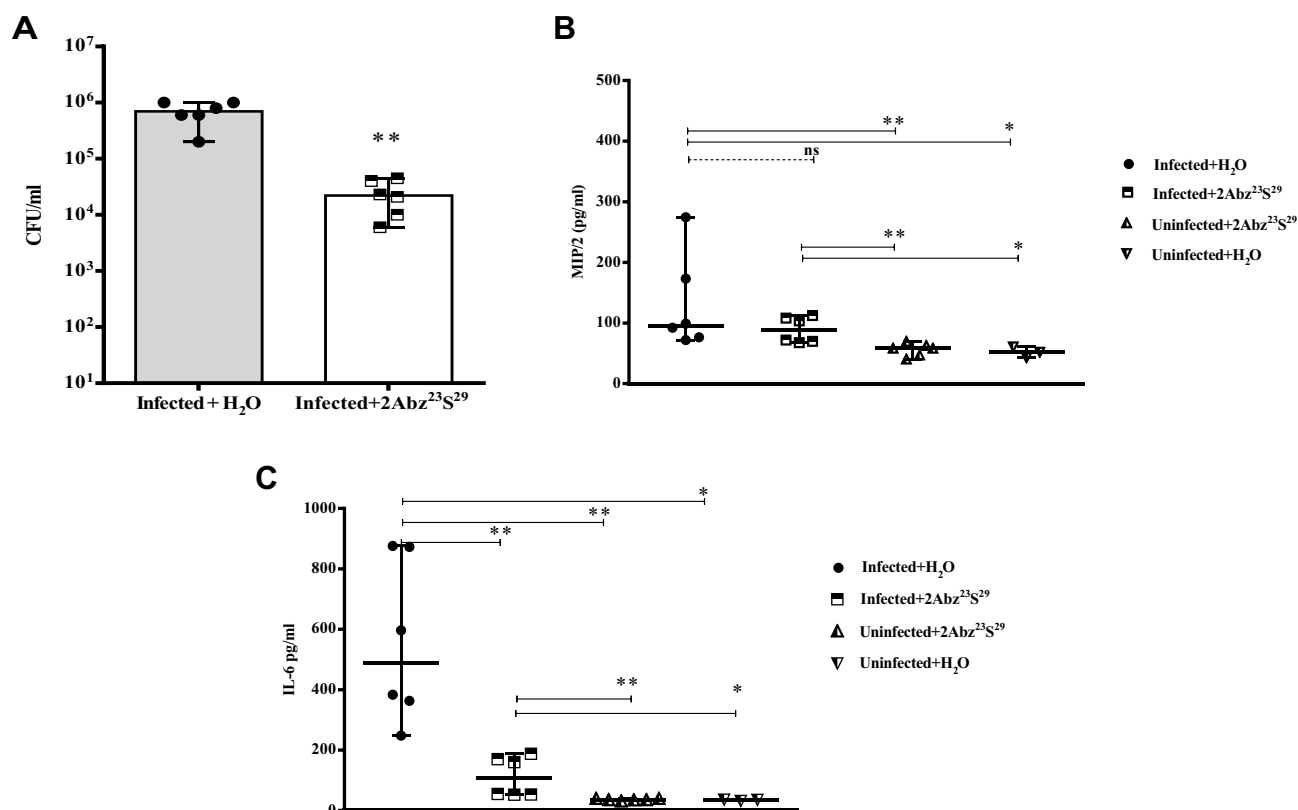 A
CFU/ml
10⁷
10⁶
10⁵
10⁴
10³
10²
10¹
**
Infected + H₂O
Infected+2Abz²³S²⁹
B
MIP/2 (pg/ml)
500
400
300
200
100
0
**
*
ns
**
*
Infected+H₂O
Infected+2Abz²³S²⁹
Uninfected+2Abz²³S²⁹
Uninfected+H₂O
C
IL-6 pg/ml
1000
800
600
400
200
0
*
**
**
**
*
Infected+H₂O
Infected+2Abz²³S²⁹
Uninfected+2Abz²³S²⁹
Uninfected+H₂O